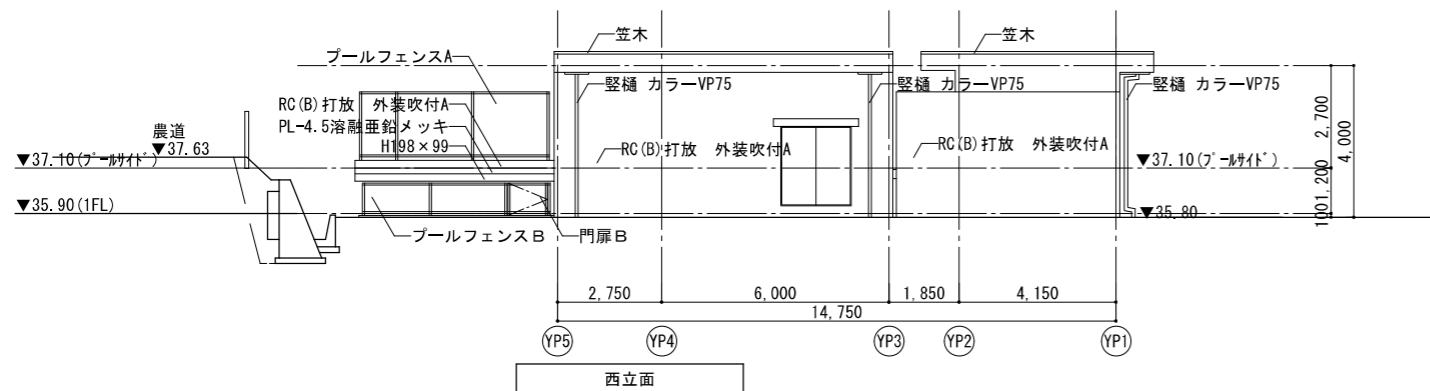 笠木
笠木
プールフェンスA
竪樋 カラーVP75
竪樋 カラーVP75
竪樋 カラーVP75
RC(B)打放 外装吹付A
PL-4.5溶融亜鉛メッキ
H198×99
農道
▼37.63
▼37.10(プールサイド)
RC(B)打放 外装吹付A
RC(B)打放 外装吹付A
▼37.10(プールサイド)
2,700
4,000
1,200
100
▼35.90(1FL)
▼35.80
プールフェンスB
門扉B
2,750
6,000
1,850
4,150
14,750
YP5
YP4
YP3
YP2
YP1
西立面